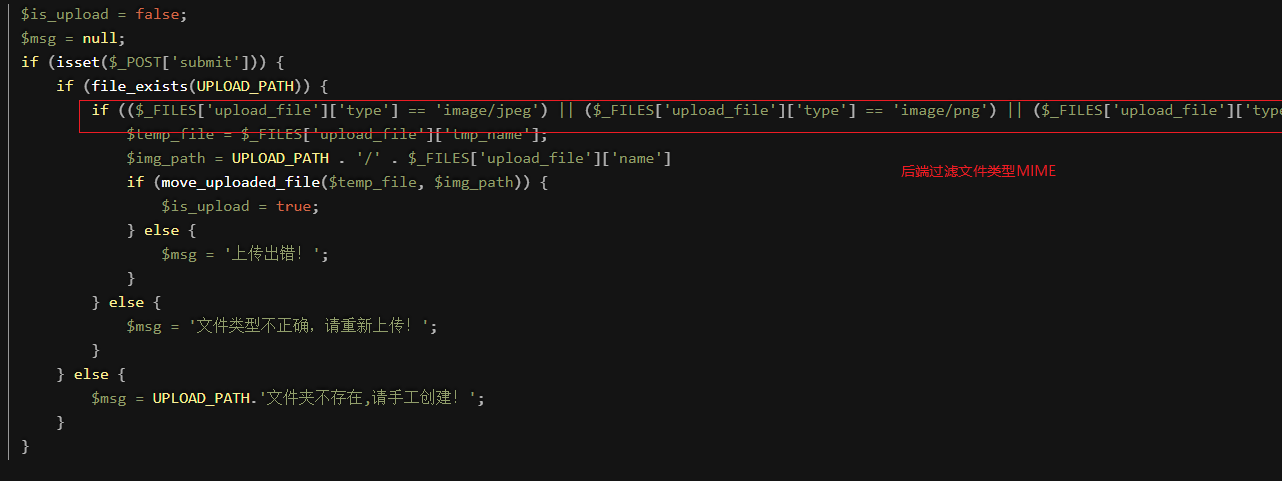 $is_upload = false;
$msg = null;
if (isset($_POST['submit'])) {
if (file_exists(UPLOAD_PATH)) {
if (($_FILES['upload_file']['type'] == 'image/jpeg') || ($_FILES['upload_file']['type'] == 'image/png') || ($_FILES['upload_file']['type
$temp_file = $_FILES['upload_file']['tmp_name'];
$img_path = UPLOAD_PATH . '/' . $_FILES['upload_file']['name']
后端过滤文件类型MIME
if (move_uploaded_file($temp_file, $img_path)) {
$is_upload = true;
} else {
$msg = '上传出错！';
}
} else {
$msg = '文件类型不正确，请重新上传！';
}
} else {
$msg = UPLOAD_PATH.'文件夹不存在,请手工创建！';
}
}